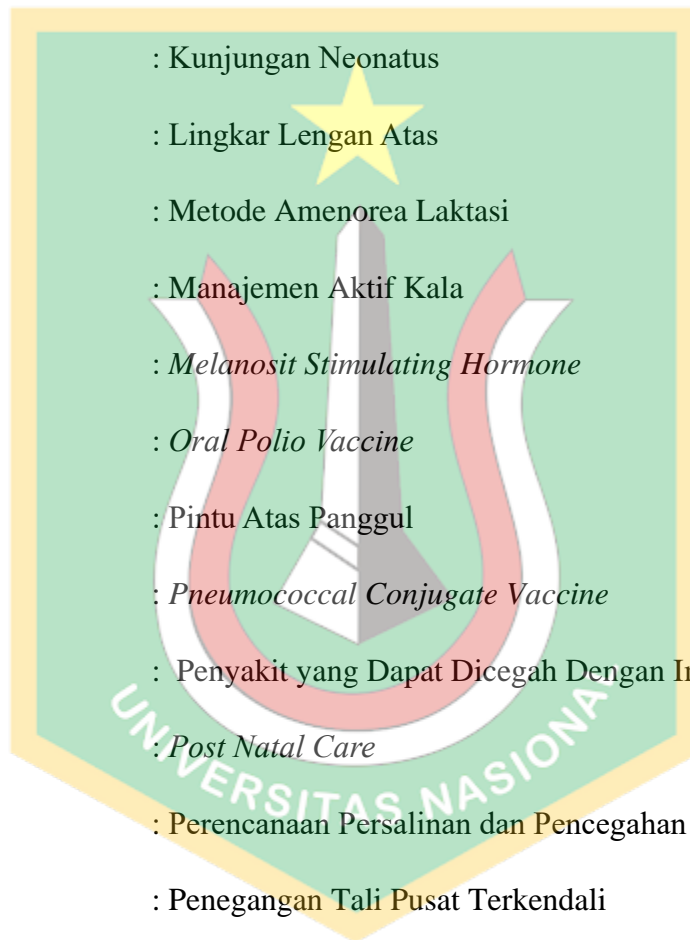 : Kunjungan Neonatus
: Lingkar Lengan Atas
: Metode Amenorea Laktasi
: Manajemen Aktif Kala
: Melanosit Stimulating Hormone
: Oral Polio Vaccine
: Pintu Atas Panggul
: Pneumococcal Conjugate Vaccine
: Penyakit yang Dapat Dicegah Dengan
: Post Natal Care
: Perencanaan Persalinan dan Pencegahan
: Penegangan Tali Pusat Terkendali
UNIVERSITAS NASIONAL